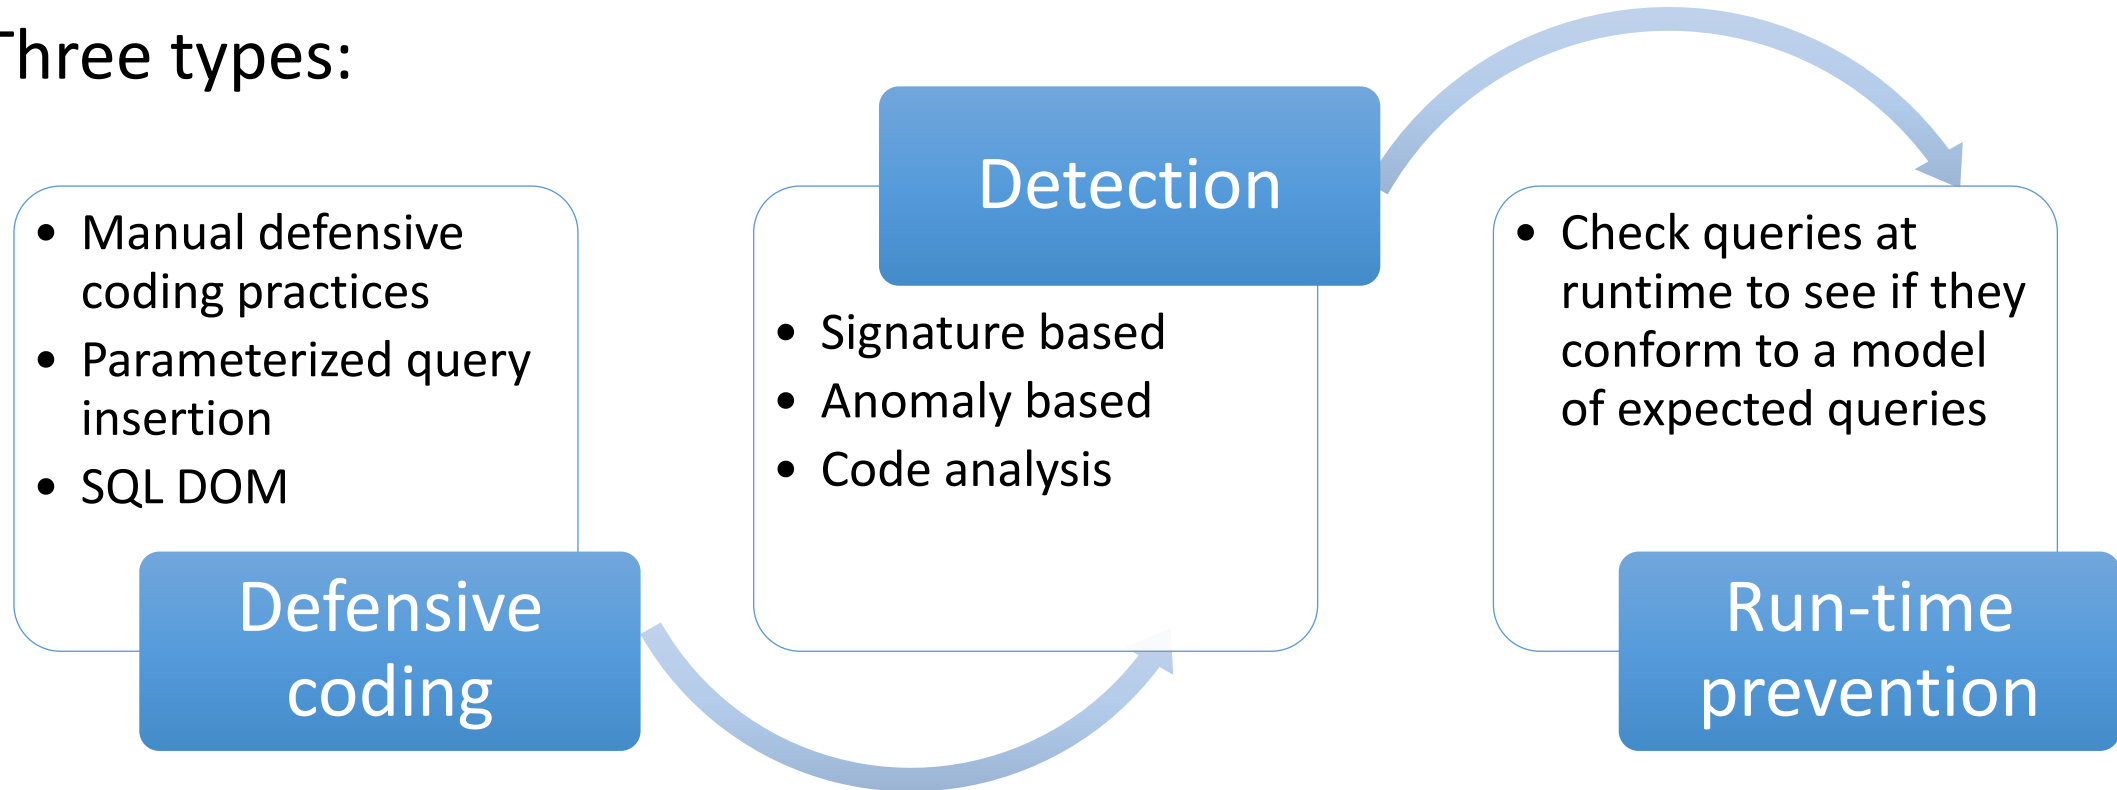 Three types:
• Manual defensive
coding practices
• Parameterized query
insertion
• SQL DOM
Defensive
coding
Detection
• Signature based
• Anomaly based
• Code analysis
• Check queries at
runtime to see if they
conform to a model
of expected queries
Run-time
prevention